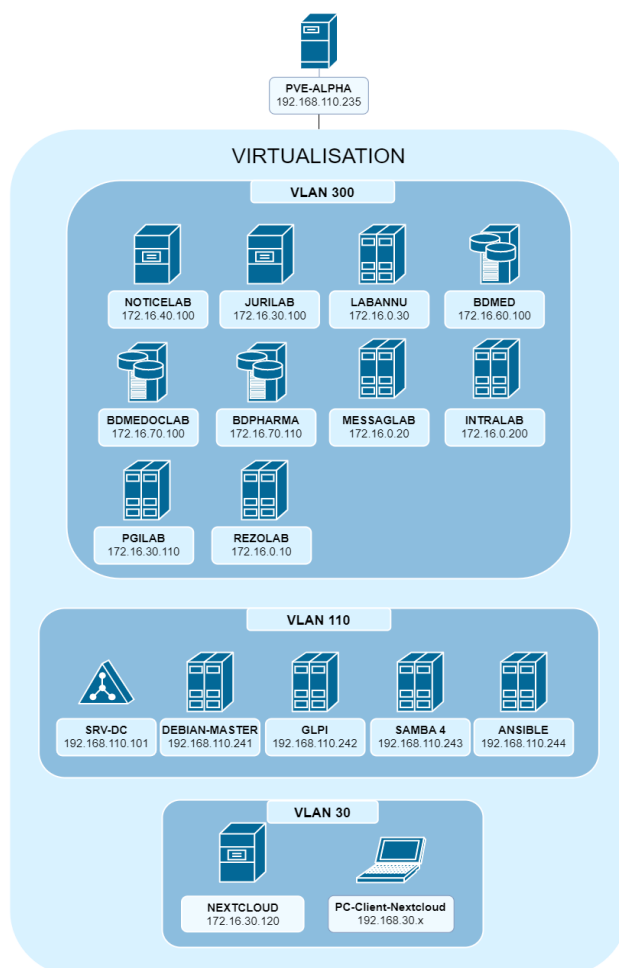 PVE-ALPHA
192.168.110.235
VIRTUALISATION
VLAN 300
NOTICELAB
172.16.40.100
JURILAB
172.16.30.100
LABANNU
172.16.0.30
BDMED
172.16.60.100
BDMEDOCLAB
172.16.70.100
BDPHARMA
172.16.70.110
MESSAGLAB
172.16.0.20
INTRALAB
172.16.0.200
PGILAB
172.16.30.110
REZOLAB
172.16.0.10
VLAN 110
SRV-DC
192.168.110.101
DEBIAN-MASTER
192.168.110.241
GLPI
192.168.110.242
SAMBA 4
192.168.110.243
ANSIBLE
192.168.110.244
VLAN 30
NEXTCLOUD
172.16.30.120
PC-Client-Nextcloud
192.168.30.x